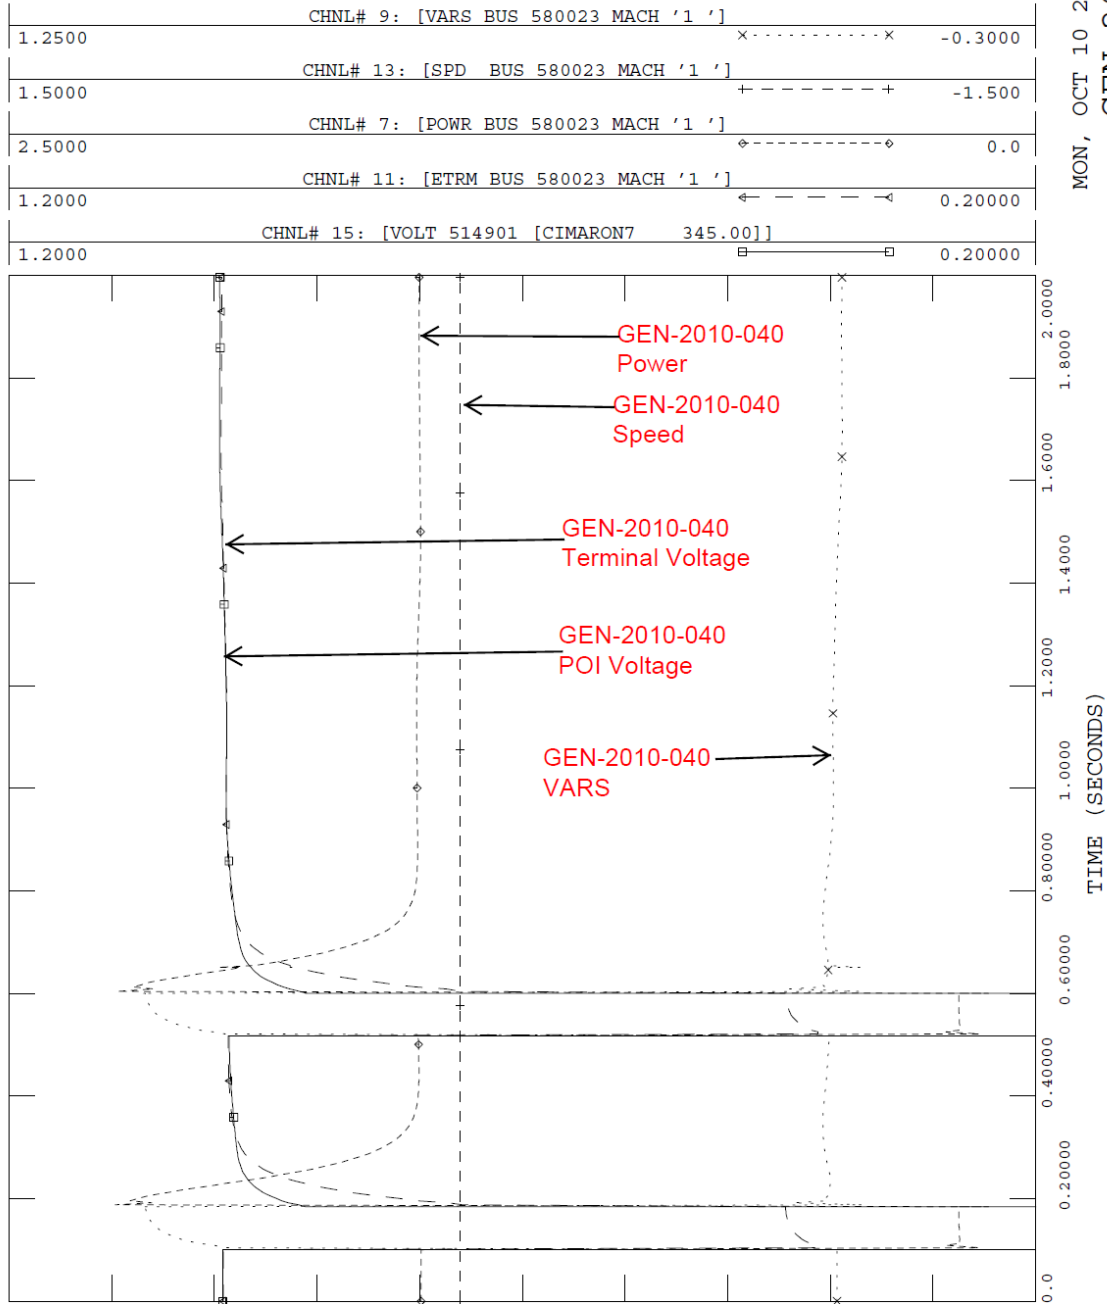 CHNL# 9: [VARS BUS 580023 MACH '1 ']
1.2500 -0.3000
CHNL# 13: [SPD  BUS 580023 MACH '1 ']
1.5000 -1.500
CHNL# 7: [POWR BUS 580023 MACH '1 ']
2.5000 0.0
CHNL# 11: [ETRM BUS 580023 MACH '1 ']
1.2000 0.20000
CHNL# 15: [VOLT 514901 [CIMARON7    345.00]]
1.2000 0.20000
MON, OCT 10 2
GEN-2010-040
Power
GEN-2010-040
Speed
GEN-2010-040
Terminal Voltage
GEN-2010-040
POI Voltage
GEN-2010-040
VARS
2.0000
1.8000
1.6000
1.4000
1.2000
1.0000
0.80000
0.60000
0.40000
0.20000
0.0
TIME (SECONDS)